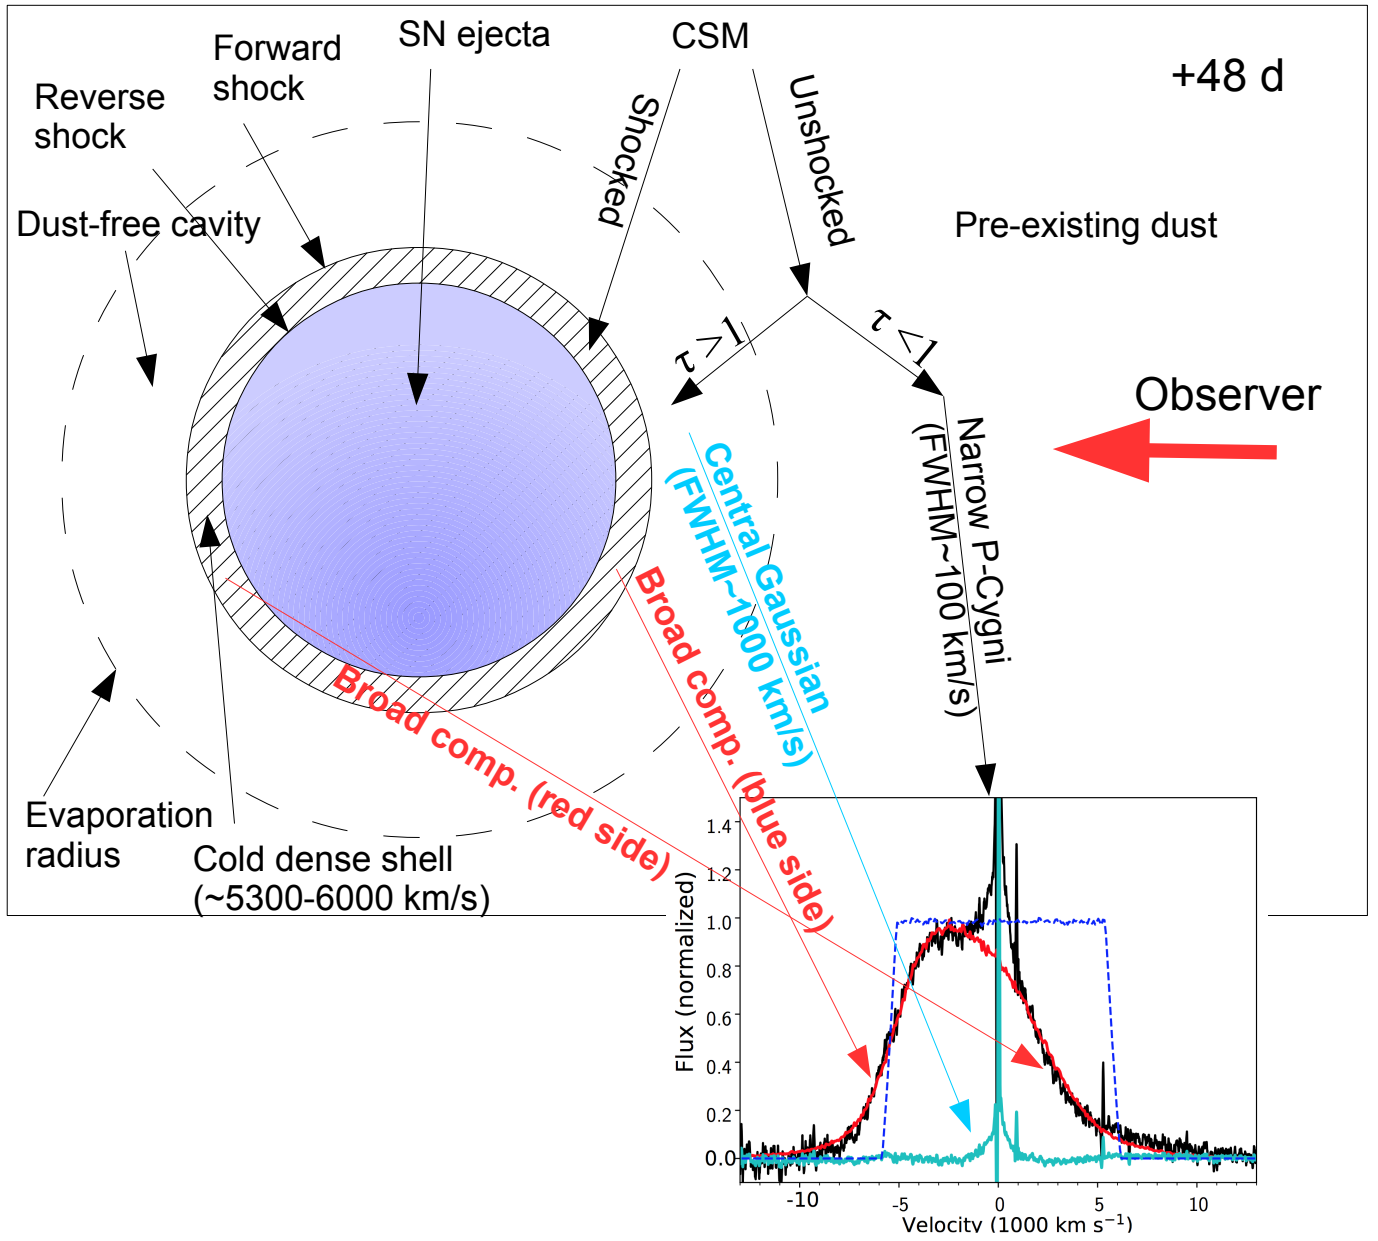 SN ejecta
CSM
Forward
shock
+48 d
Reverse
shock
Shocked
Unshocked
Dust-free cavity
Pre-existing dust
τ >1
τ <1
Observer
Narrow P-Cygni
(FWHM~100 km/s)
Central Gaussian
(FWHM~1000 km/s)
Broad comp. (blue side)
Broad comp. (red side)
Evaporation
radius
Cold dense shell
(~5300-6000 km/s)
Flux (normalized)
1.4
1.2
1.0
0.8
0.6
0.4
0.2
0.0
-10 -5 0 5 10
Velocity (1000 km s⁻¹)